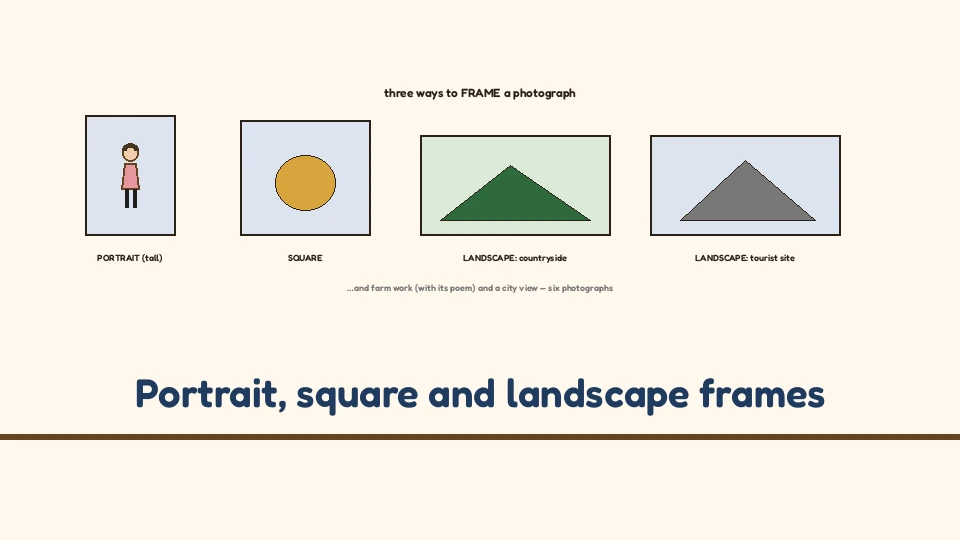 three ways to FRAME a photograph
PORTRAIT (tall)
SQUARE
LANDSCAPE: countryside
LANDSCAPE: tourist site
...and farm work (with its poem) and a city view — six photographs
Portrait, square and landscape frames